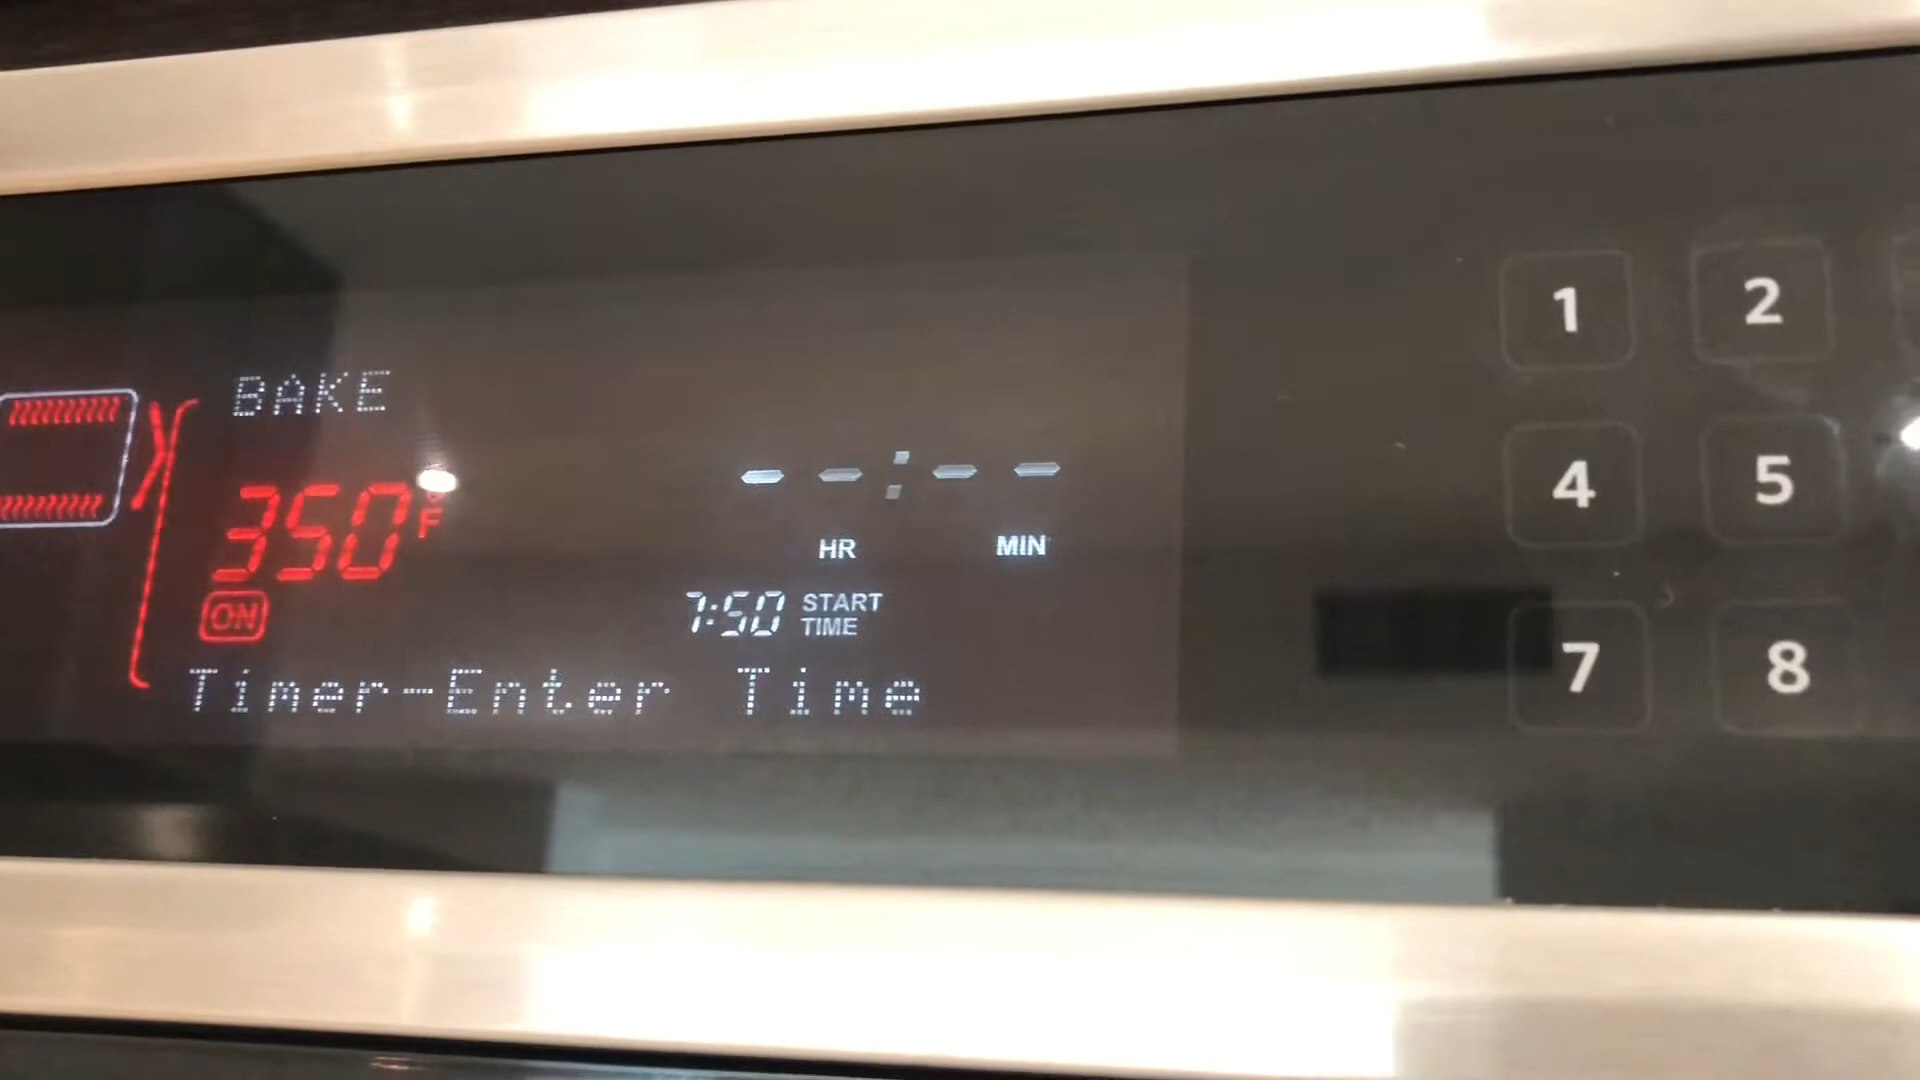 BAKE
350°F
ON
--:--
HR MIN
7:50 START TIME
Timer-Enter Time
1 2
4 5
7 8